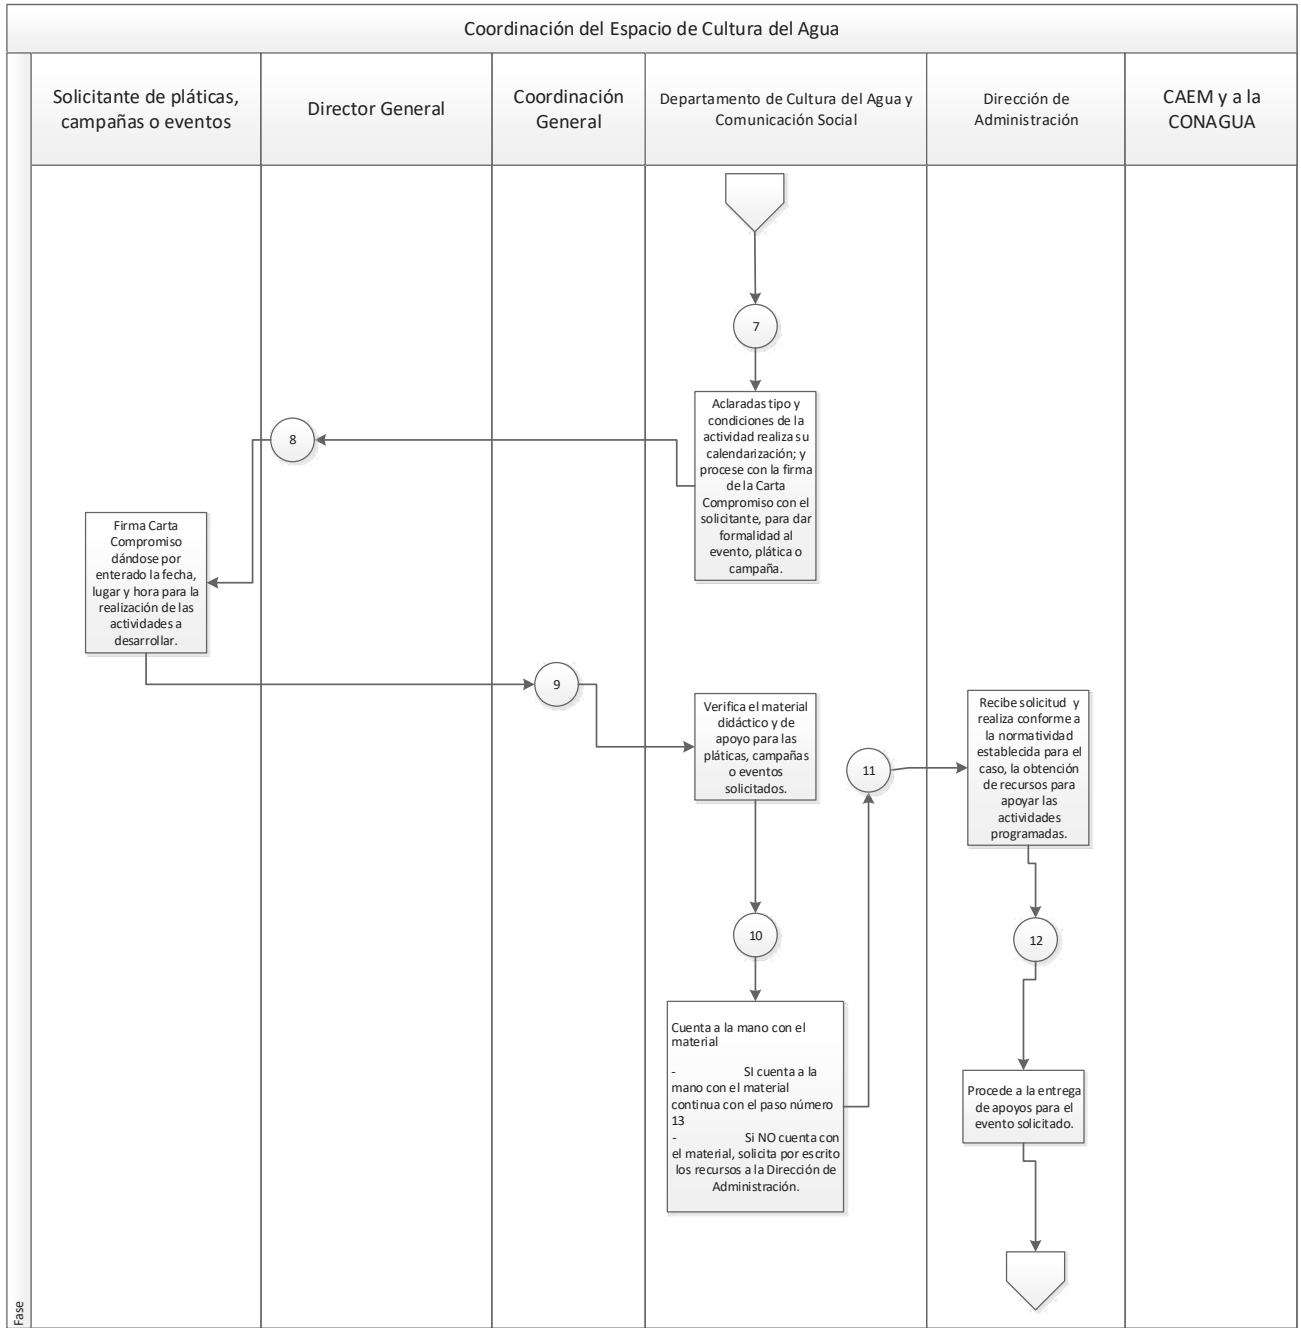 Coordinación del Espacio de Cultura del Agua
Solicitante de pláticas,
campañas o eventos
Director General
Coordinación
General
Departamento de Cultura del Agua y
Comunicación Social
Dirección de
Administración
CAEM y a la
CONAGUA
7
Aclaradas tipo y
condiciones de la
actividad realiza su
calendarización; y
procese con la firma
de la Carta
Compromiso con el
solicitante, para dar
formalidad al
evento, plática o
campaña.
8
Firma Carta
Compromiso
dándose por
enterado la fecha,
lugar y hora para la
realización de las
actividades a
desarrollar.
9
Verifica el material
didáctico y de
apoyo para las
pláticas, campañas
o eventos
solicitados.
10
Cuenta a la mano con el
material
- SI cuenta a la
mano con el material
continua con el paso número
13
- Si NO cuenta con
el material, solicita por escrito
los recursos a la Dirección de
Administración.
11
Recibe solicitud y
realiza conforme a
la normatividad
establecida para el
caso, la obtención
de recursos para
apoyar las
actividades
programadas.
12
Procede a la entrega
de apoyos para el
evento solicitado.
Fase